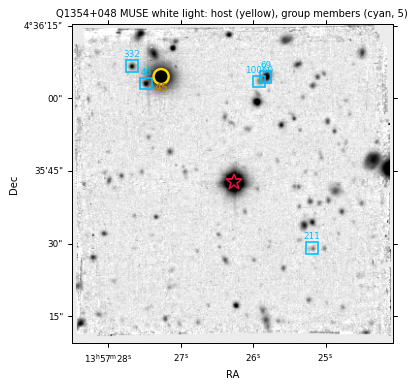 Q1354+048 MUSE white light: host (yellow), group members (cyan, 5)
4°36'15"
00"
35'45"
30"
15"
Dec
332
69
211
13ʰ57ᵐ28ˢ
27ˢ
26ˢ
25ˢ
RA